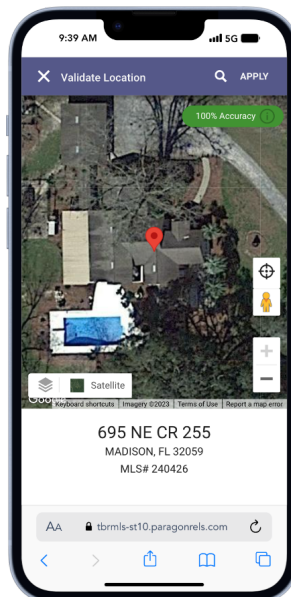 9:39 AM
5G
Validate Location
APPLY
100% Accuracy
Satellite
Google
Keyboard shortcuts
Imagery ©2023
Terms of Use
Report a map error
695 NE CR 255
MADISON, FL 32059
MLS# 240426
AA
tbrmls-st10.paragonrels.com